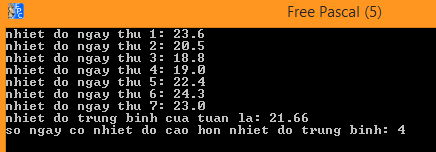 Free Pascal (5)
nhiet do ngay thu 1: 23.6
nhiet do ngay thu 2: 20.5
nhiet do ngay thu 3: 18.8
nhiet do ngay thu 4: 19.0
nhiet do ngay thu 5: 22.4
nhiet do ngay thu 6: 24.3
nhiet do ngay thu 7: 23.0
nhiet do trung binh cua tuan la: 21.66
so ngay co nhiet do cao hon nhiet do trung binh: 4